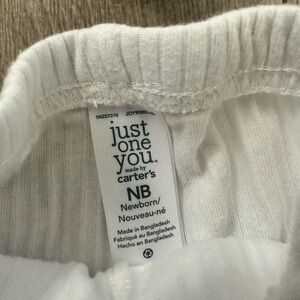 1N207210
just
one
you.
made by
carter's
NB
Newborn/
Nouveau-né
Made in Bangladesh
Fabriqué au Bangladesh
Hecho en Bangladesh